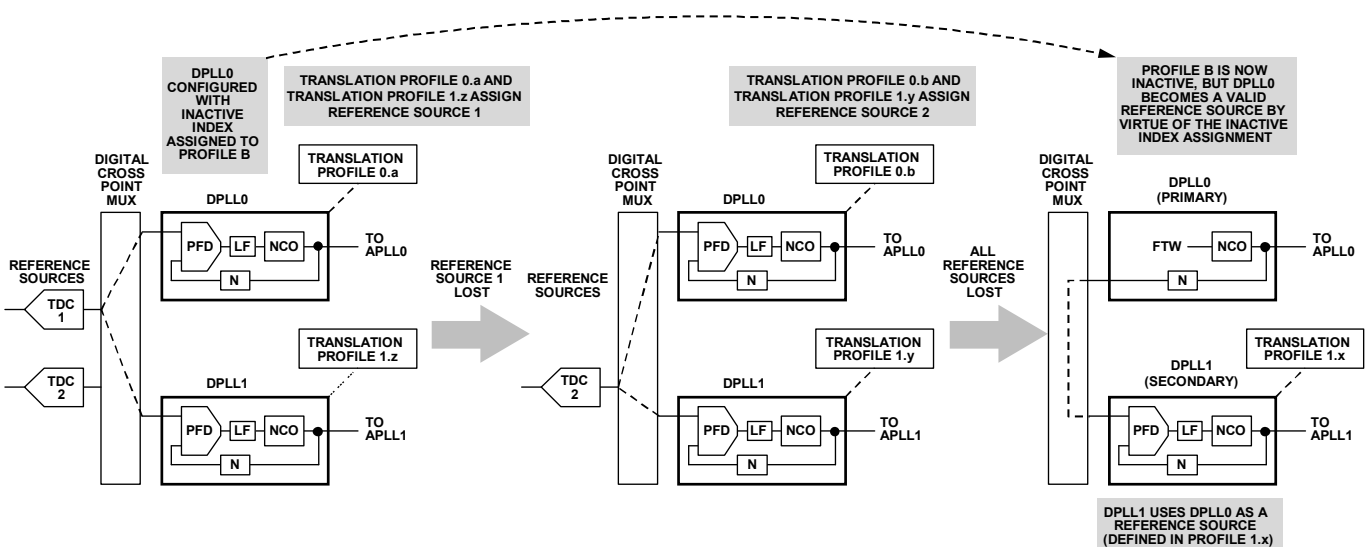 DPLL0
CONFIGURED
WITH
INACTIVE
INDEX
ASSIGNED TO
PROFILE B
TRANSLATION PROFILE 0.a AND
TRANSLATION PROFILE 1.z ASSIGN
REFERENCE SOURCE 1
TRANSLATION PROFILE 0.b AND
TRANSLATION PROFILE 1.y ASSIGN
REFERENCE SOURCE 2
PROFILE B IS NOW
INACTIVE, BUT DPLL0
BECOMES A VALID
REFERENCE SOURCE BY
VIRTUE OF THE INACTIVE
INDEX ASSIGNMENT
DIGITAL
CROSS
POINT
MUX
TRANSLATION
PROFILE 0.a
DPLL0
PFD
LF
NCO
N
TO
APLL0
REFERENCE
SOURCES
TDC
1
TDC
2
TRANSLATION
PROFILE 1.z
DPLL1
PFD
LF
NCO
N
TO
APLL1
REFERENCE
SOURCE 1
LOST
DIGITAL
CROSS
POINT
MUX
TRANSLATION
PROFILE 0.b
DPLL0
PFD
LF
NCO
N
TO
APLL0
REFERENCE
SOURCES
TDC
2
TRANSLATION
PROFILE 1.y
DPLL1
PFD
LF
NCO
N
TO
APLL1
ALL
REFERENCE
SOURCES
LOST
DIGITAL
CROSS
POINT
MUX
DPLL0
(PRIMARY)
FTW
NCO
N
TO
APLL0
TRANSLATION
PROFILE 1.x
DPLL1
(SECONDARY)
PFD
LF
NCO
N
TO
APLL1
DPLL1 USES DPLL0 AS A
REFERENCE SOURCE
(DEFINED IN PROFILE 1.x)